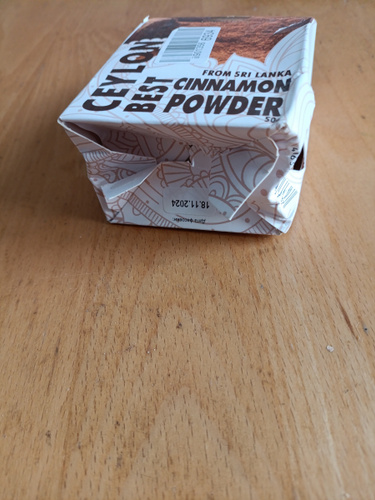 CEYLON
BEST
FROM SRI LANKA
CINNAMON
POWDER
18.11.2024